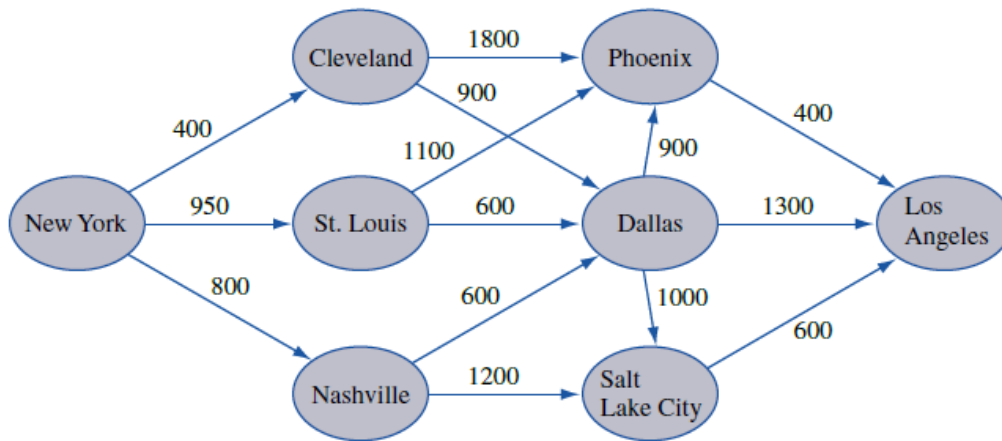 1800
Cleveland
Phoenix
900
400
400
1100
900
New York
950
St. Louis
600
Dallas
1300
Los
Angeles
800
600
1000
600
Nashville
1200
Salt
Lake City